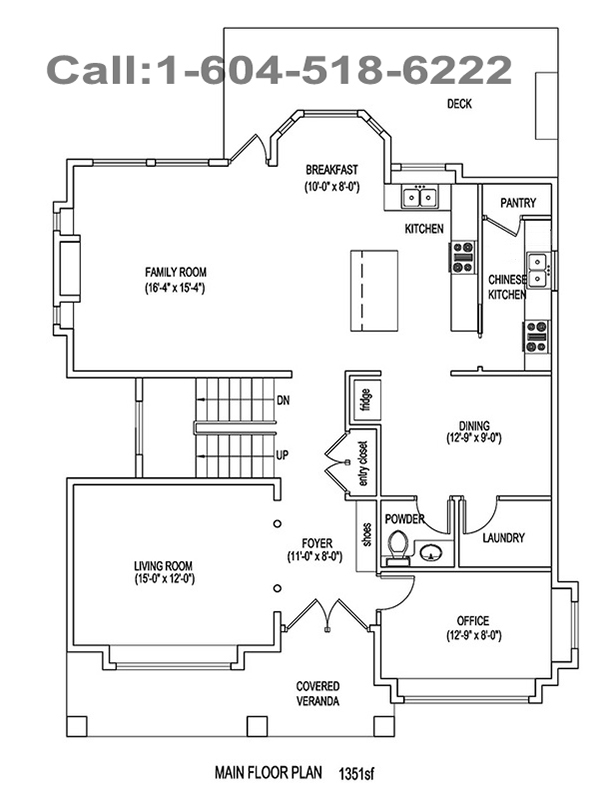 Call:1-604-518-6222
DECK
BREAKFAST
(10'-0" x 8'-0")
PANTRY
KITCHEN
FAMILY ROOM
(16'-4" x 15'-4")
CHINESE
KITCHEN
fridge
DN
DINING
(12'-9" x 9'-0")
entry closet
UP
POWDER
shoes
LAUNDRY
FOYER
(11'-0" x 8'-0")
LIVING ROOM
(15'-0" x 12'-0")
OFFICE
(12'-9" x 8'-0")
COVERED
VERANDA
MAIN FLOOR PLAN 1351sf